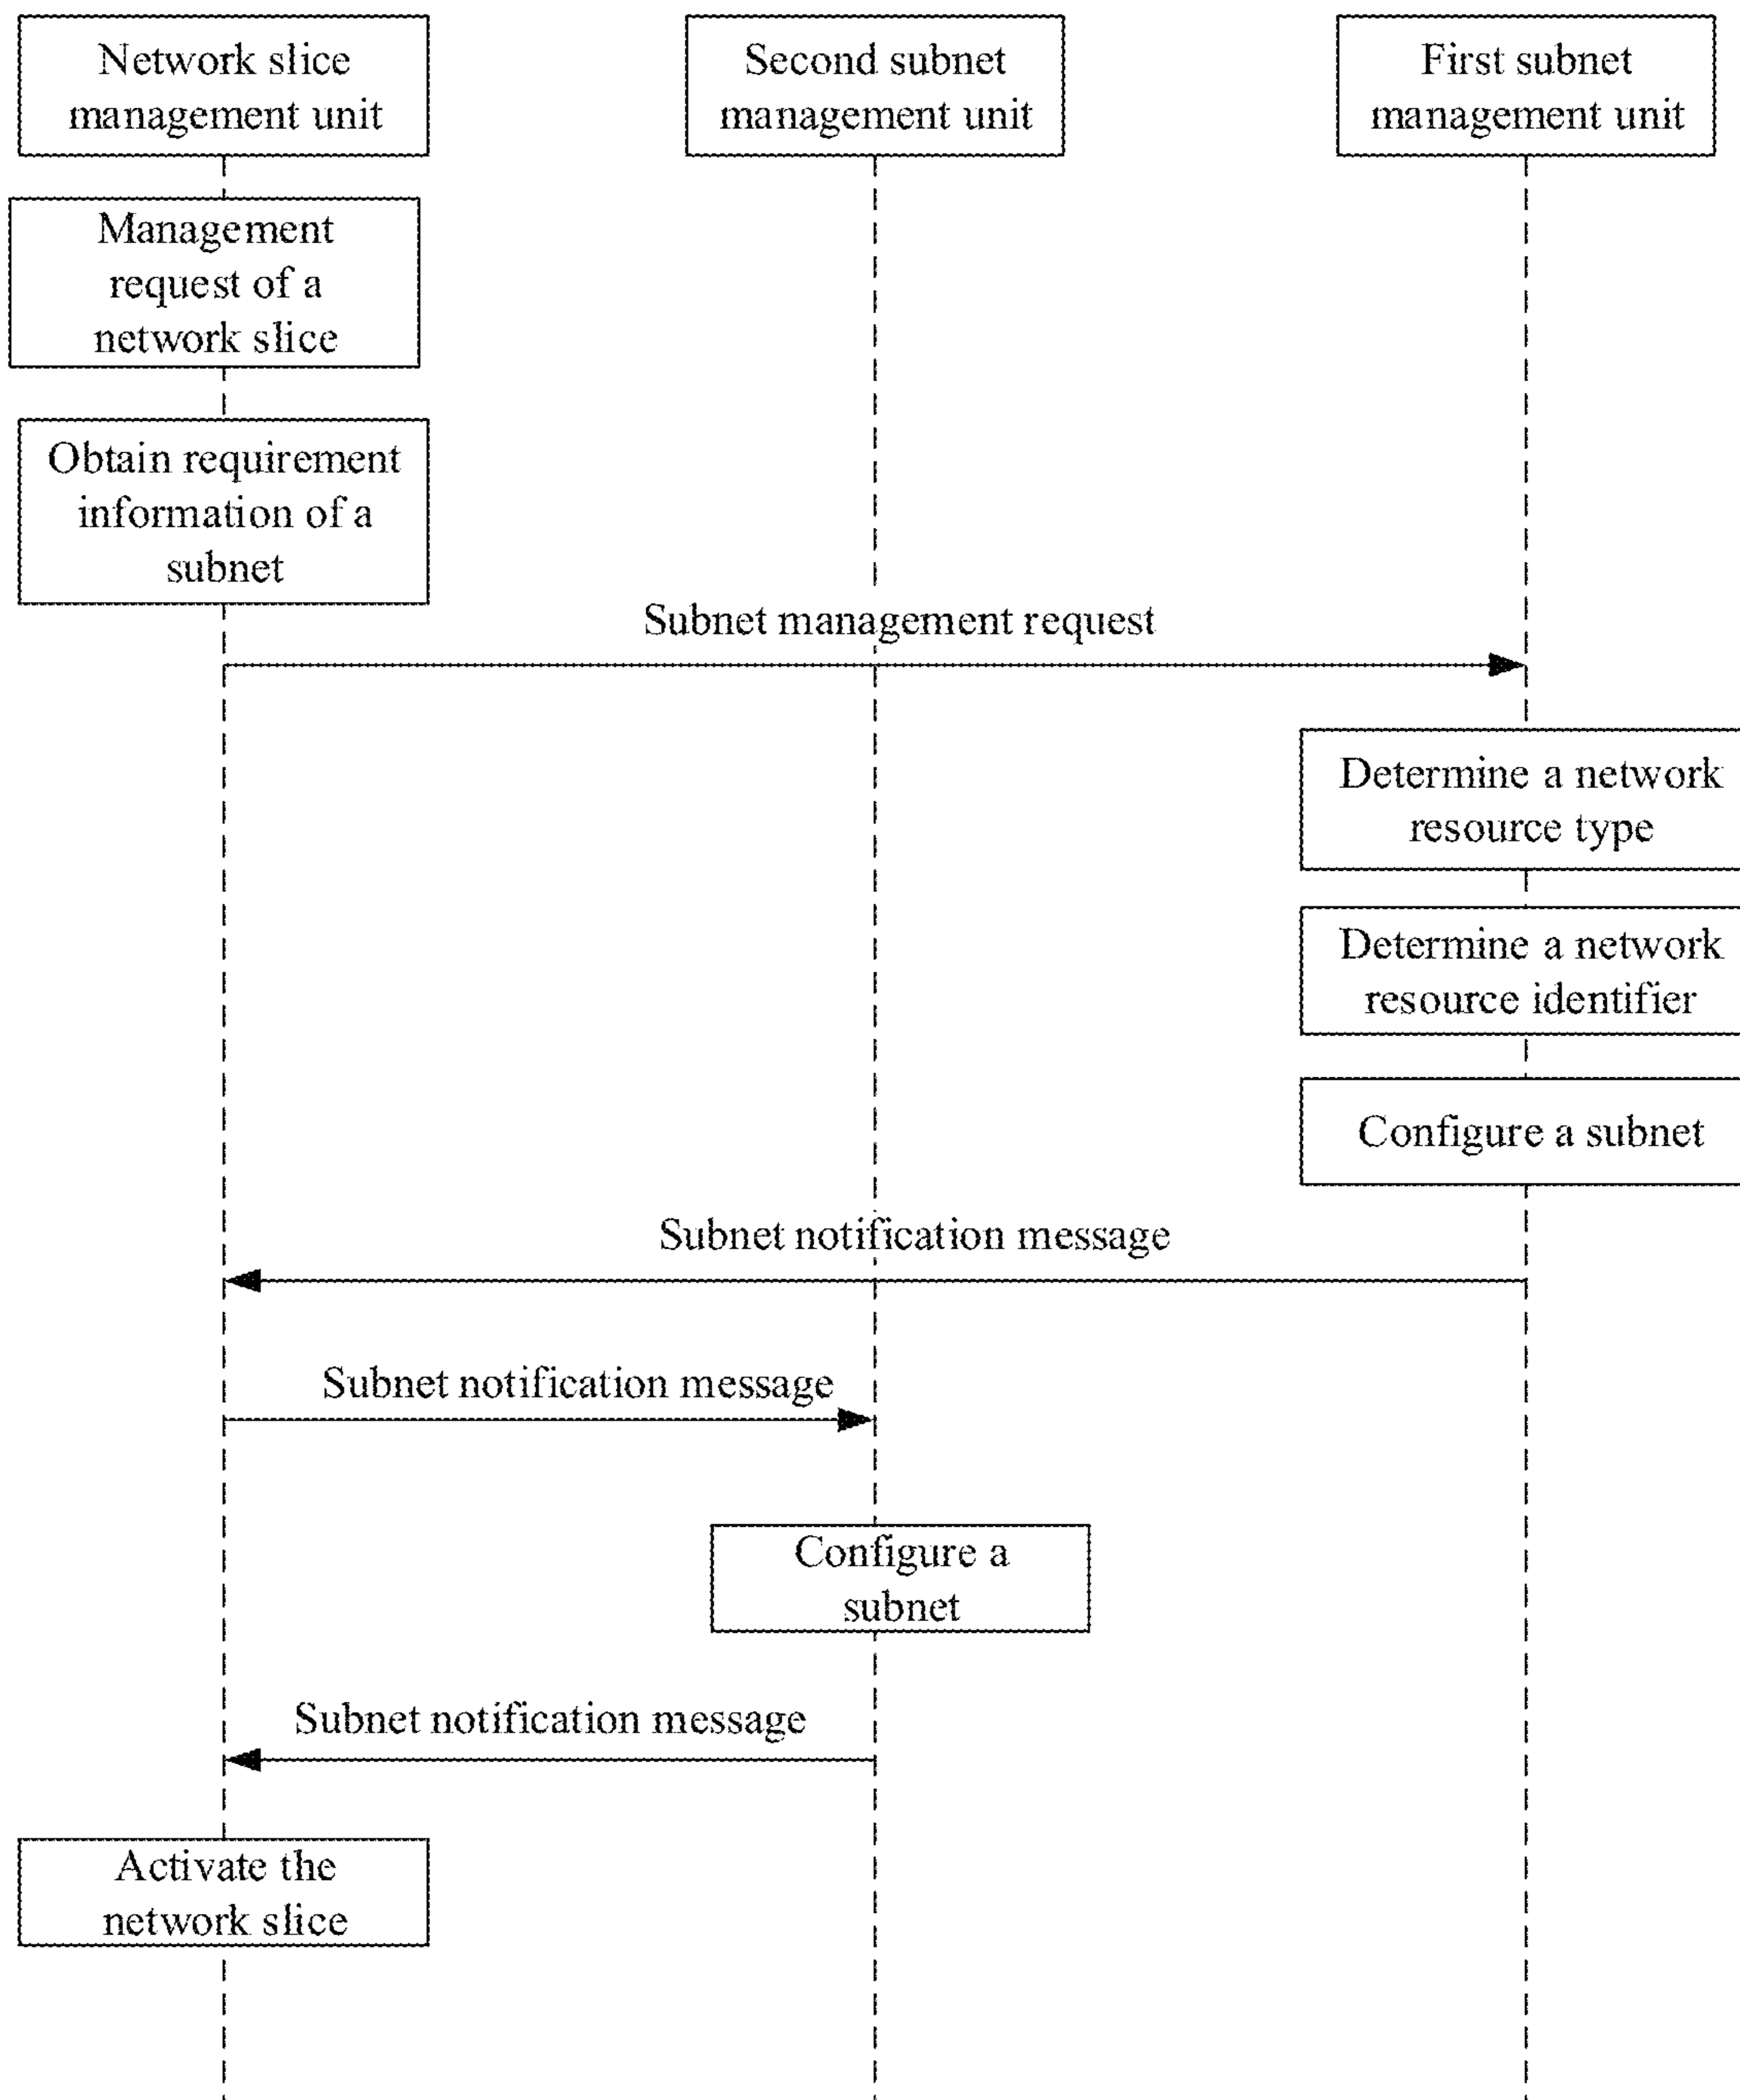 Network slice
management unit
Second subnet
management unit
First subnet
management unit
Management
request of a
network slice
Obtain requirement
information of a
subnet
Subnet management request
Determine a network
resource type
Determine a network
resource identifier
Configure a subnet
Subnet notification message
Subnet notification message
Configure a
subnet
Subnet notification message
Activate the
network slice